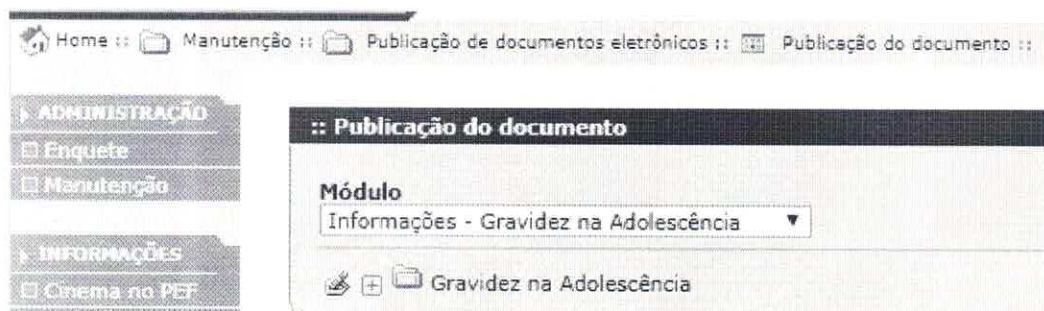 Home :: Manutenção :: Publicação de documentos eletrônicos :: Publicação do documento ::
ADMINISTRAÇÃO
Enquete
Manutenção
INFORMAÇÕES
Cinema no PEF
:: Publicação do documento
Módulo
Informações - Gravidez na Adolescência
Gravidez na Adolescência